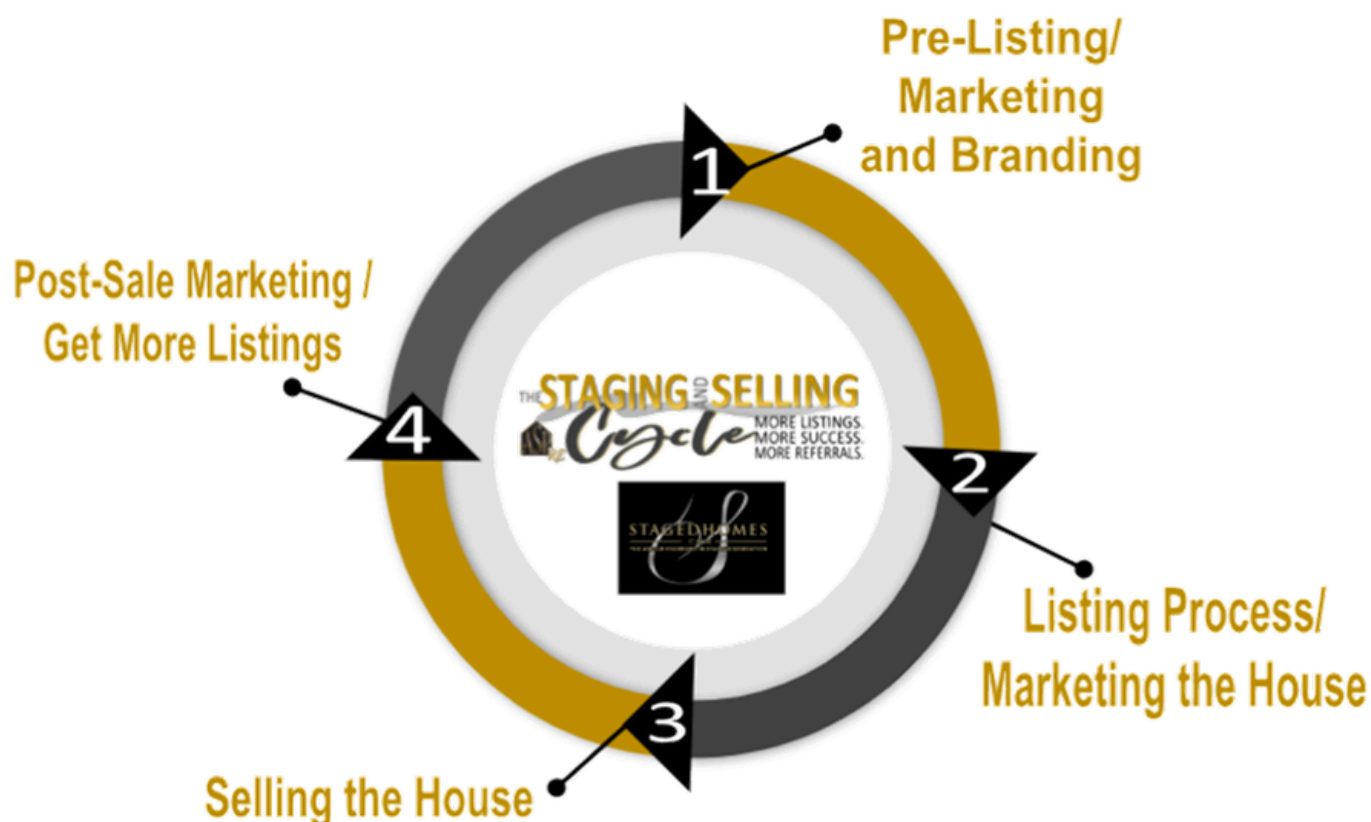 Pre-Listing/
Marketing
and Branding
1
2
Listing Process/
Marketing the House
3
Selling the House
4
Post-Sale Marketing /
Get More Listings
THE STAGING AND SELLING
Cycle
MORE LISTINGS.
MORE SUCCESS.
MORE REFERRALS.
STAGEDHOMES